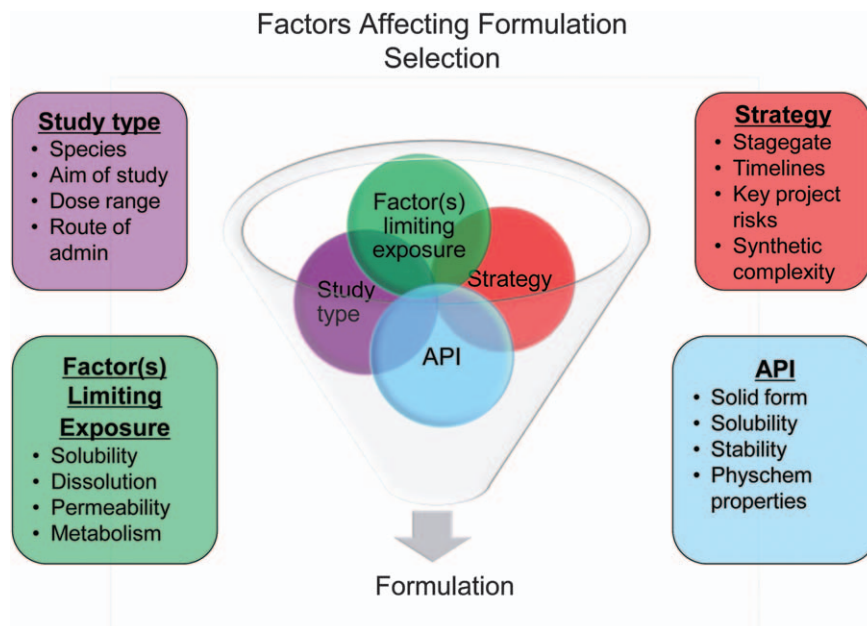 Factors Affecting Formulation
Selection
Study type
• Species
• Aim of study
• Dose range
• Route of
admin
Strategy
• Stagegate
• Timelines
• Key project
risks
• Synthetic
complexity
Factor(s)
limiting
exposure
Study
type
Strategy
API
Factor(s)
Limiting
Exposure
• Solubility
• Dissolution
• Permeability
• Metabolism
API
• Solid form
• Solubility
• Stability
• Physchem
properties
Formulation